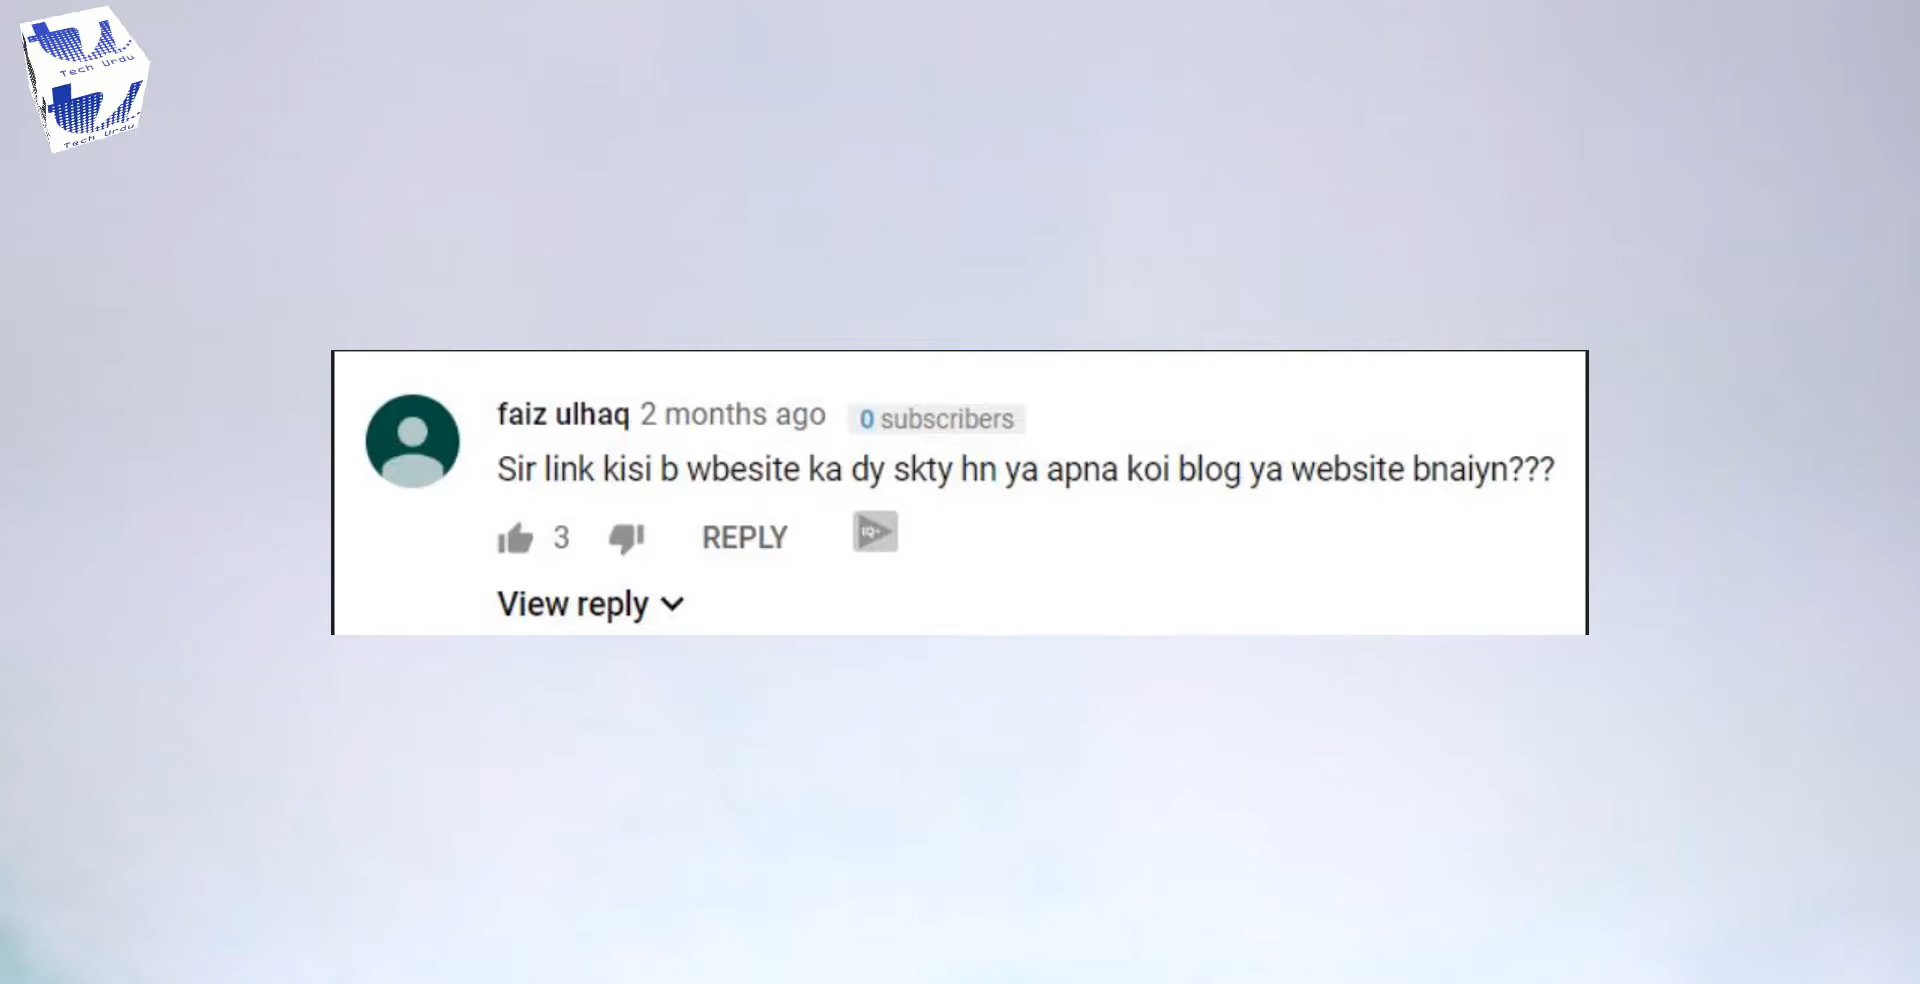 Tech Urdu
Tech Urdu
faiz ulhaq 2 months ago 0 subscribers
Sir link kisi b wbesite ka dy skty hn ya apna koi blog ya website bnaiyn???
3 REPLY IQ+
View reply